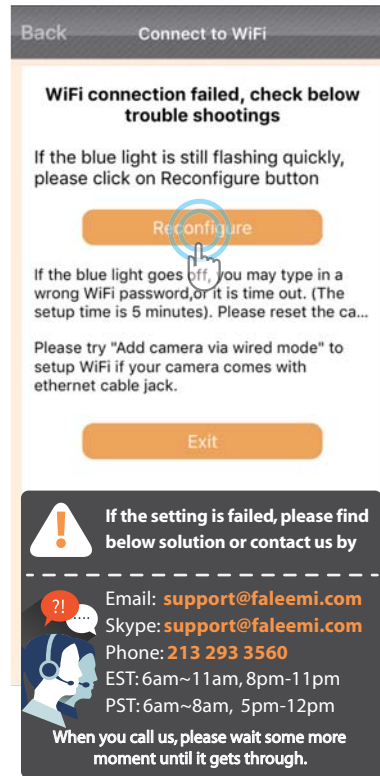 Back Connect to WiFi
WiFi connection failed, check below
trouble shootings
If the blue light is still flashing quickly,
please click on Reconfigure button
Reconfigure
If the blue light goes off, you may type in a
wrong WiFi password,or it is time out. (The
setup time is 5 minutes). Please reset the ca...
Please try "Add camera via wired mode" to
setup WiFi if your camera comes with
ethernet cable jack.
Exit
!
If the setting is failed, please find
below solution or contact us by
?!
....
Email: support@faleemi.com
Skype: support@faleemi.com
Phone: 213 293 3560
EST: 6am~11am, 8pm-11pm
PST: 6am~8am, 5pm-12pm
When you call us, please wait some more
moment until it gets through.